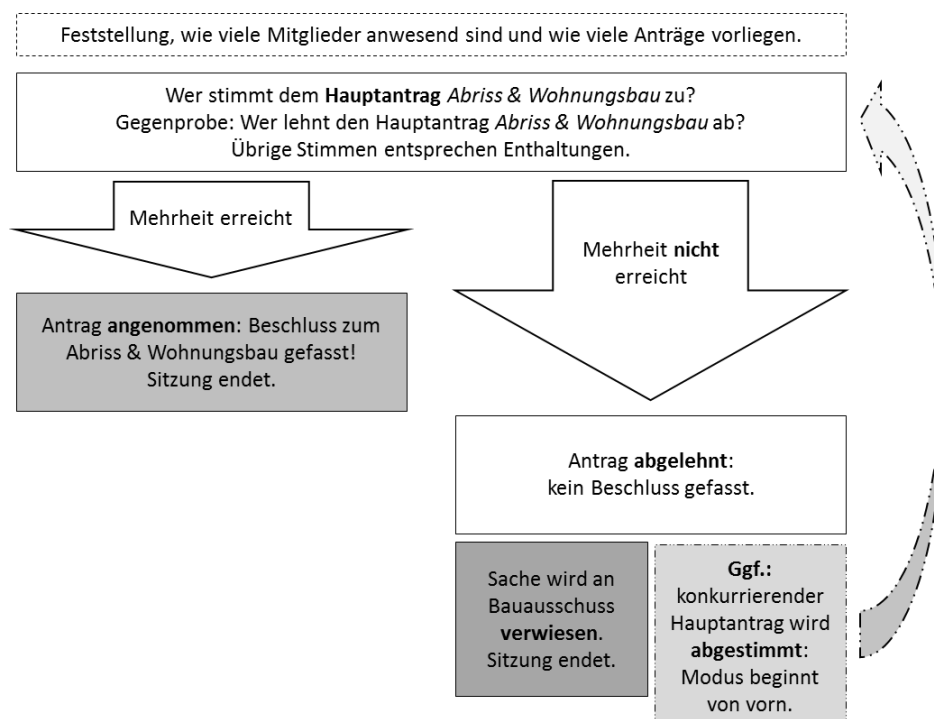 Feststellung, wie viele Mitglieder anwesend sind und wie viele Anträge vorliegen.
Wer stimmt dem Hauptantrag Abriss & Wohnungsbau zu?
Gegenprobe: Wer lehnt den Hauptantrag Abriss & Wohnungsbau ab?
Übrige Stimmen entsprechen Enthaltungen.
Mehrheit erreicht
Mehrheit nicht
erreicht
Antrag angenommen: Beschluss zum
Abriss & Wohnungsbau gefasst!
Sitzung endet.
Antrag abgelehnt:
kein Beschluss gefasst.
Sache wird an
Bauausschuss
verwiesen.
Sitzung endet.
Ggf.:
konkurrierender
Hauptantrag wird
abgestimmt:
Modus beginnt
von vorn.